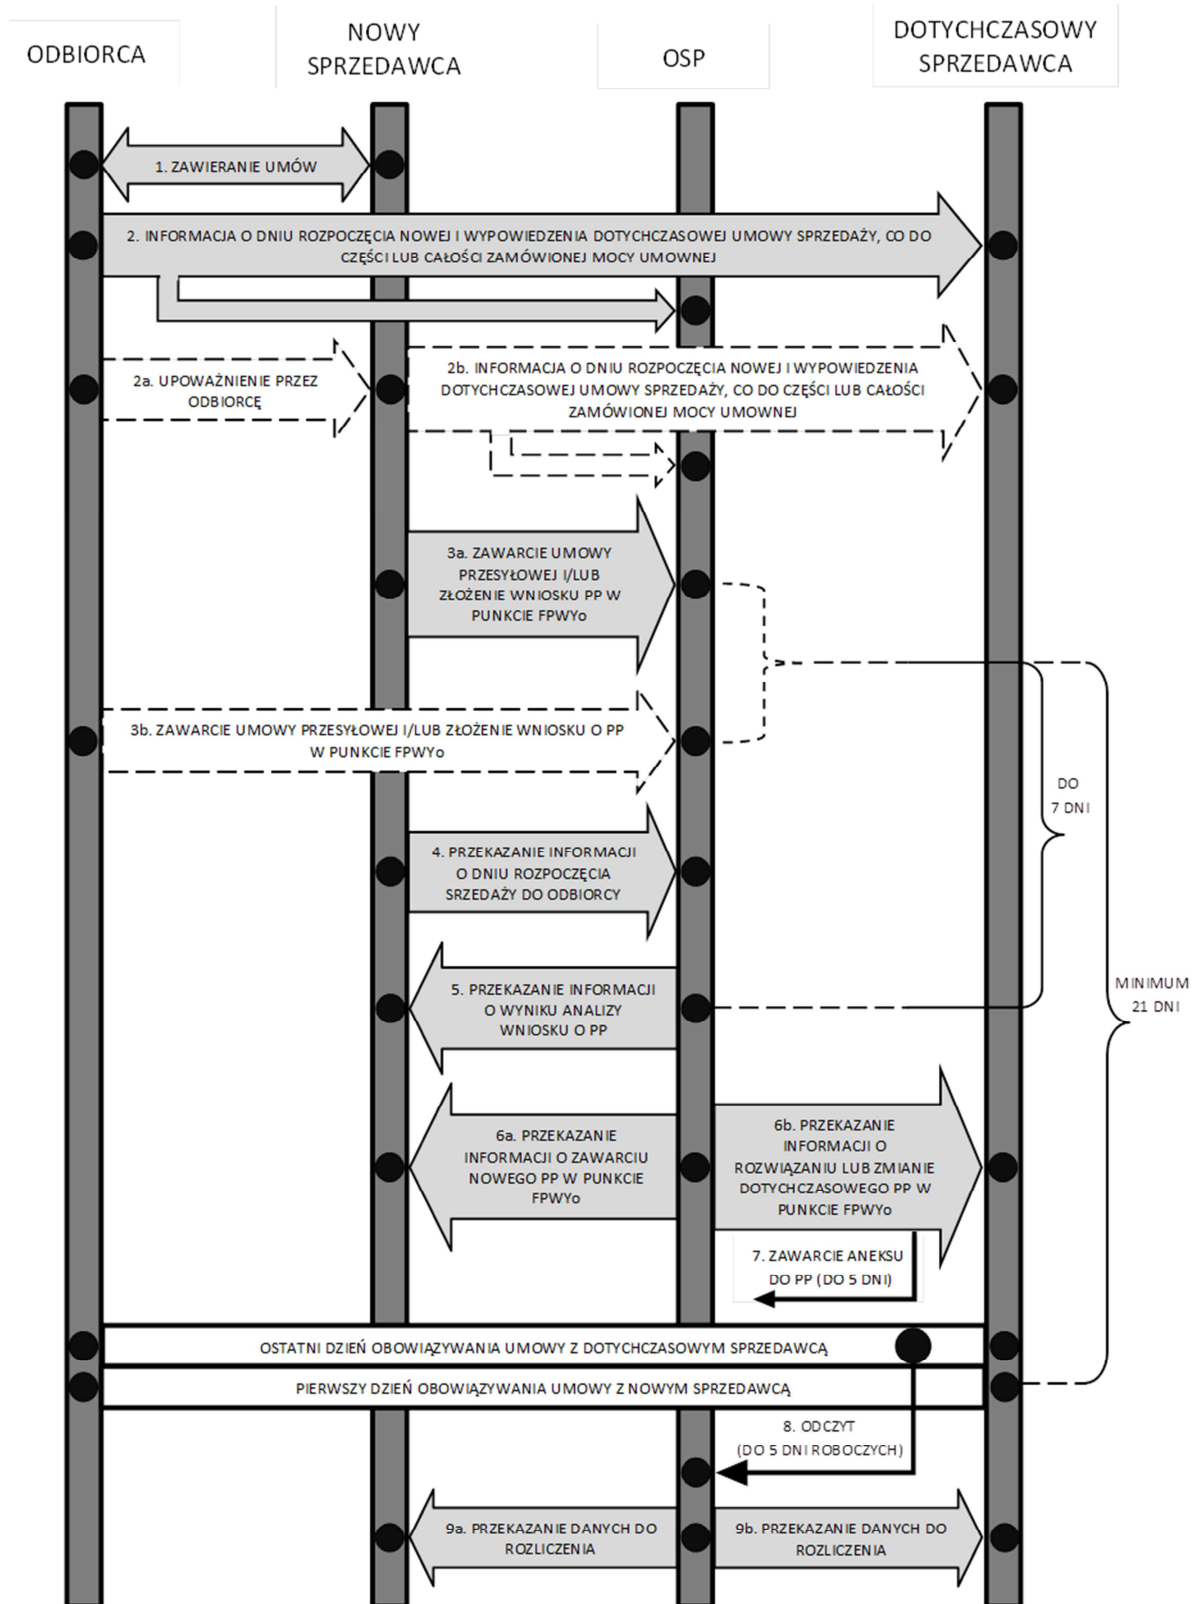 ODBIORCA
NOWY
SPRZEDAWCA
OSP
DOTYCHCZASOWY
SPRZEDAWCA
1. ZAWIERANIE UMÓW
2. INFORMACJA O DNIU ROZPOCZĘCIA NOWEJ I WYPOWIEDZENIA DOTYCHCZASOWEJ UMOWY SPRZEDAŻY, CO DO
CZĘŚCI LUB CAŁOŚCI ZAMÓWIONEJ MOCY UMOWNEJ
2a. UPOWAŻNIENIE PRZEZ
ODBIORCĘ
2b. INFORMACJA O DNIU ROZPOCZĘCIA NOWEJ I WYPOWIEDZENIA
DOTYCHCZASOWEJ UMOWY SPRZEDAŻY, CO DO CZĘŚCI LUB CAŁOŚCI
ZAMÓWIONEJ MOCY UMOWNEJ
3a. ZAWARCIE UMOWY
PRZESYŁOWEJ I/LUB
ZŁOŻENIE WNIOSKU PP W
PUNKCIE FPWYo
3b. ZAWARCIE UMOWY PRZESYŁOWEJ I/LUB ZŁOŻENIE WNIOSKU O PP
W PUNKCIE FPWYo
DO
7 DNI
4. PRZEKAZANIE INFORMACJI
O DNIU ROZPOCZĘCIA
SRZEDAŻY DO ODBIORCY
5. PRZEKAZANIE INFORMACJI
O WYNIKU ANALIZY
WNIOSKU O PP
MINIMUM
21 DNI
6a. PRZEKAZANIE
INFORMACJI O ZAWARCIU
NOWEGO PP W PUNKCIE
FPWYo
6b. PRZEKAZANIE
INFORMACJI O
ROZWIĄZANIU LUB ZMIANIE
DOTYCHCZASOWEGO PP W
PUNKCIE FPWYo
7. ZAWARCIE ANEKSU
DO PP (DO 5 DNI)
OSTATNI DZIEŃ OBOWIĄZYWANIA UMOWY Z DOTYCHCZASOWYM SPRZEDAWCĄ
PIERWSZY DZIEŃ OBOWIĄZYWANIA UMOWY Z NOWYM SPRZEDAWCĄ
8. ODCZYT
(DO 5 DNI ROBOCZYCH)
9a. PRZEKAZANIE DANYCH DO
ROZLICZENIA
9b. PRZEKAZANIE DANYCH DO
ROZLICZENIA